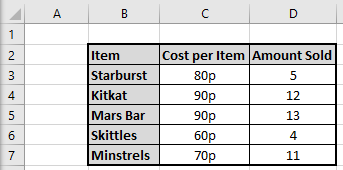 A B C D
1
2 Item Cost per Item Amount Sold
3 Starburst 80p 5
4 Kitkat 90p 12
5 Mars Bar 90p 13
6 Skittles 60p 4
7 Minstrels 70p 11